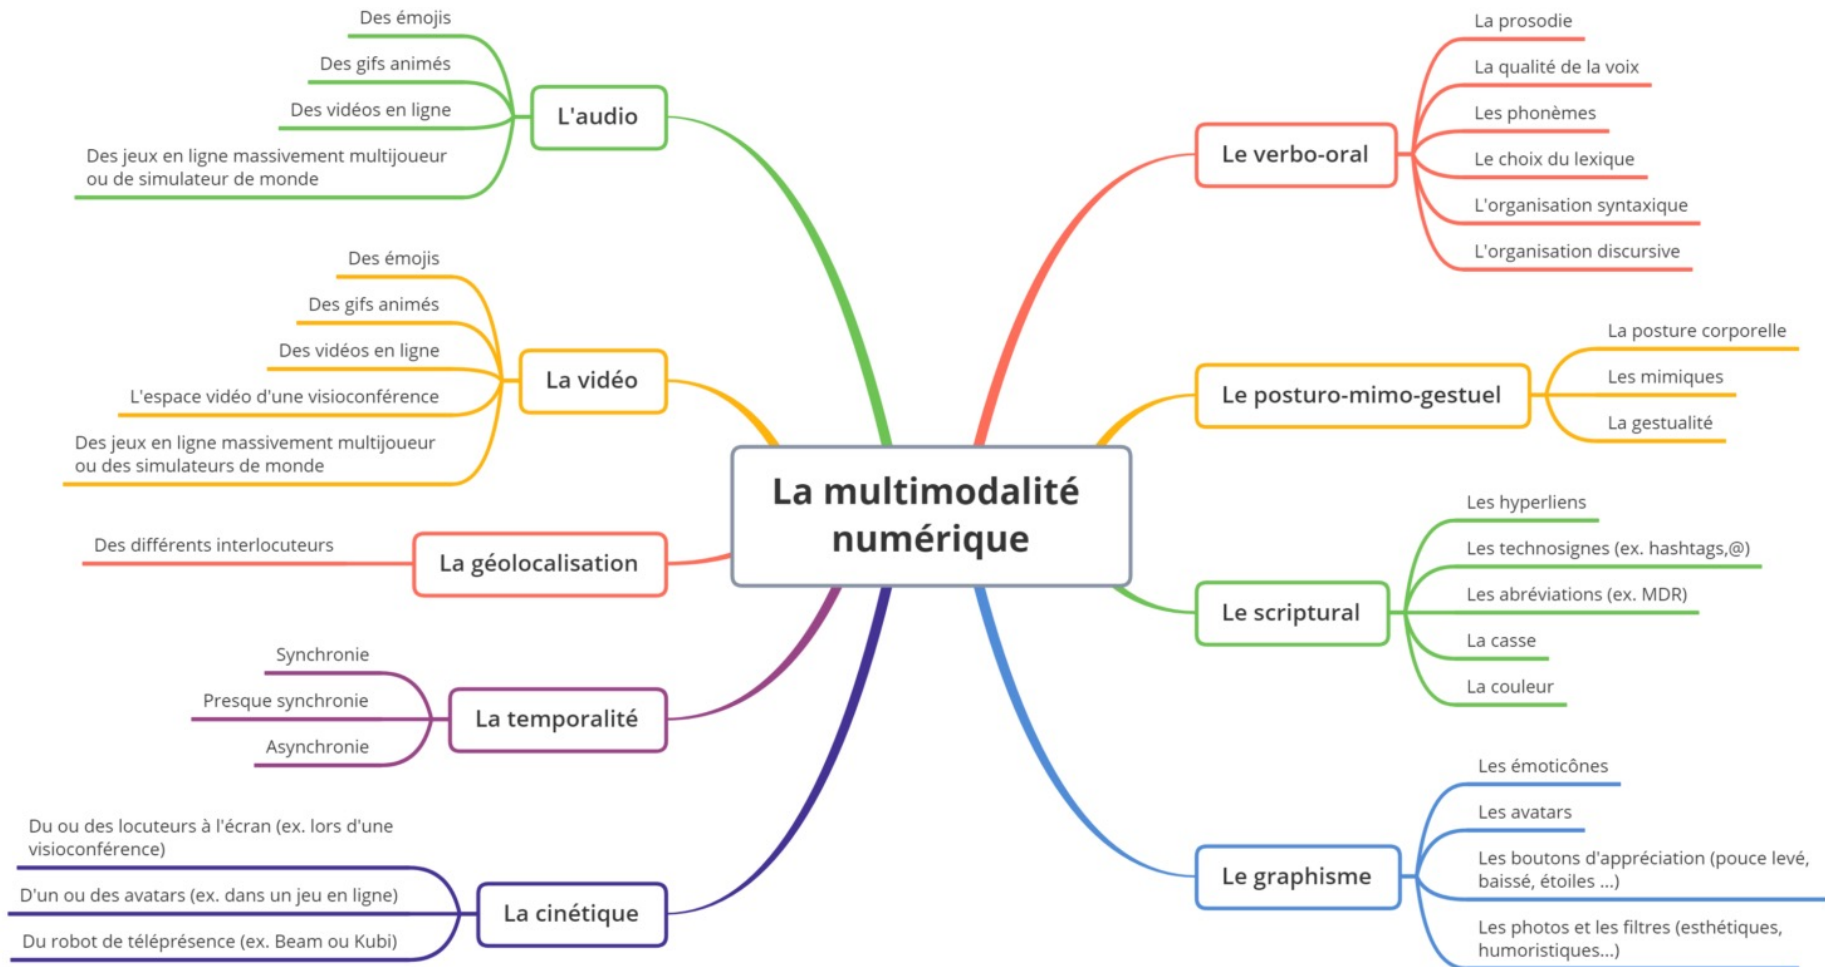 La multimodalité
numérique
L'audio
Des émojis
Des gifs animés
Des vidéos en ligne
Des jeux en ligne massivement multijoueur
ou de simulateur de monde
La vidéo
Des émojis
Des gifs animés
Des vidéos en ligne
L'espace vidéo d'une visioconférence
Des jeux en ligne massivement multijoueur
ou des simulateurs de monde
La géolocalisation
Des différents interlocuteurs
La temporalité
Synchronie
Presque synchronie
Asynchronie
La cinétique
Du ou des locuteurs à l'écran (ex. lors d'une
visioconférence)
D'un ou des avatars (ex. dans un jeu en ligne)
Du robot de téléprésence (ex. Beam ou Kubi)
Le verbo-oral
La prosodie
La qualité de la voix
Les phonèmes
Le choix du lexique
L'organisation syntaxique
L'organisation discursive
Le posturo-mimo-gestuel
La posture corporelle
Les mimiques
La gestualité
Le scriptural
Les hyperliens
Les technosignes (ex. hashtags,@)
Les abréviations (ex. MDR)
La casse
La couleur
Le graphisme
Les émoticônes
Les avatars
Les boutons d'appréciation (pouce levé,
baissé, étoiles ...)
Les photos et les filtres (esthétiques,
humoristiques...)